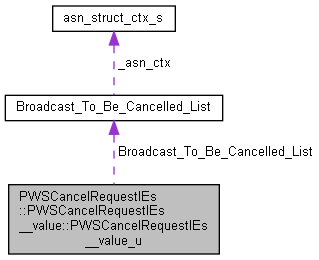 asn_struct_ctx_s
_asn_ctx
Broadcast_To_Be_Cancelled_List
Broadcast_To_Be_Cancelled_List
PWSCancelRequestIEs
::PWSCancelRequestIEs
__value::PWSCancelRequestIEs
__value_u